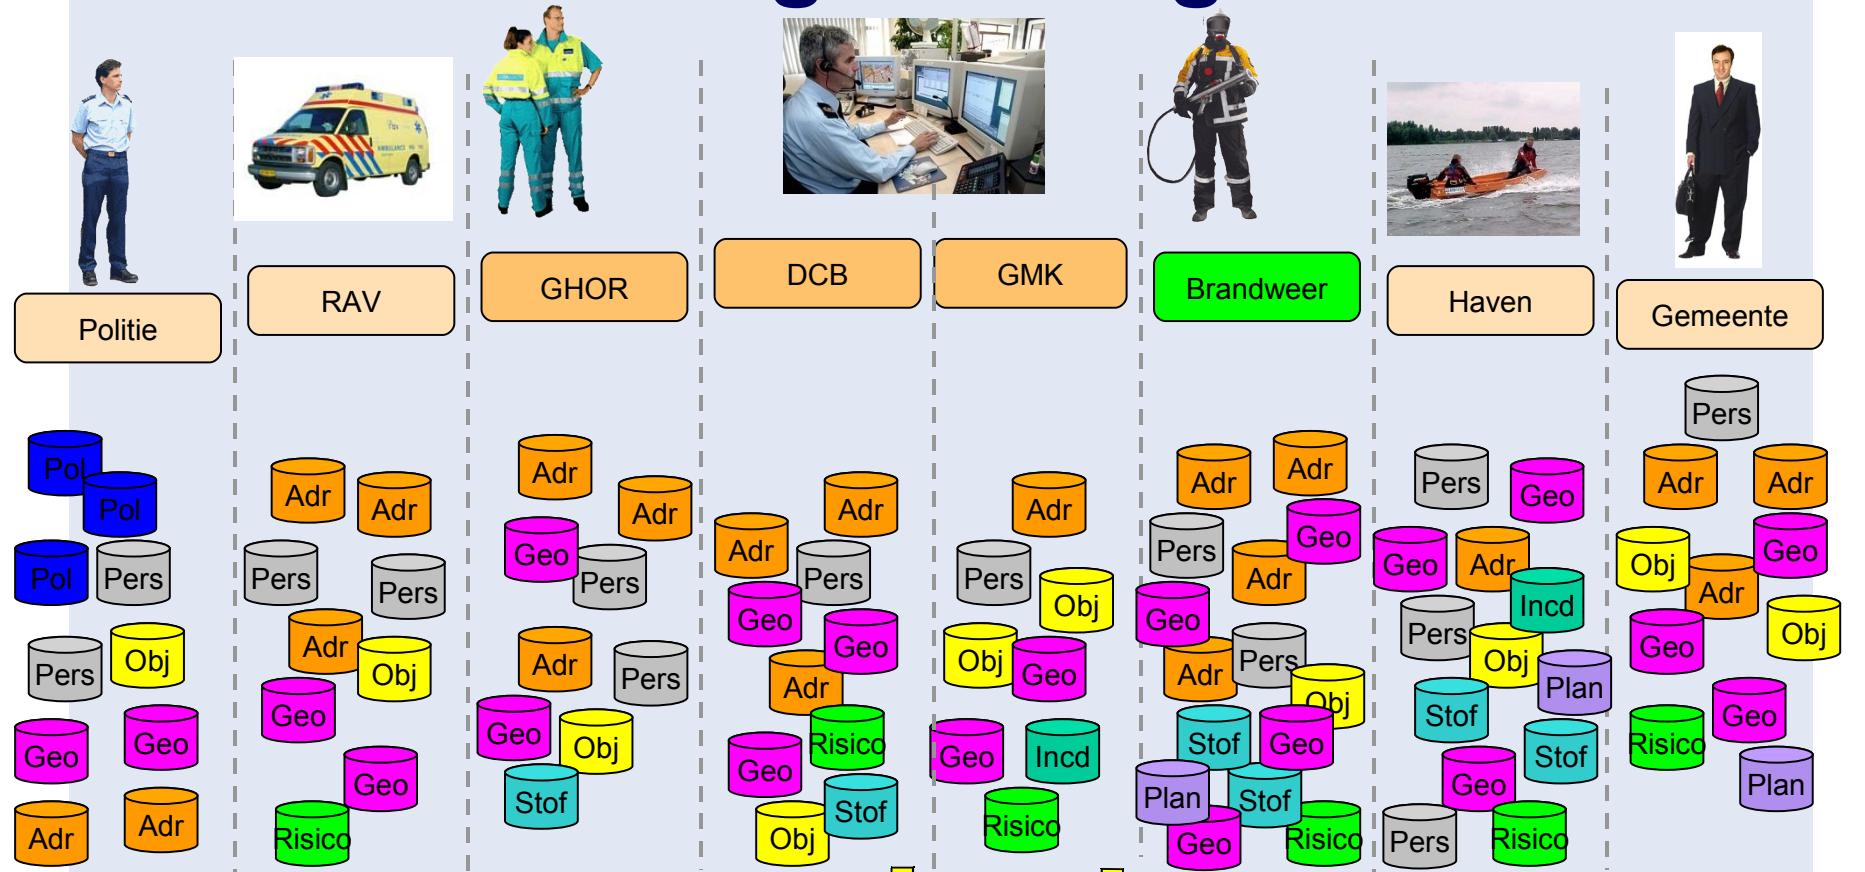 Politie
RAV
GHOR
DCB
GMK
Brandweer
Haven
Gemeente
Pol
Pol
Pol
Pers
Pers
Obj
Geo
Geo
Adr
Adr
Adr
Adr
Pers
Pers
Adr
Obj
Geo
Geo
Risico
Adr
Adr
Geo
Pers
Adr
Pers
Geo
Obj
Stof
Adr
Adr
Pers
Geo
Geo
Adr
Risico
Geo
Stof
Obj
Adr
Pers
Obj
Obj
Geo
Geo
Incd
Risico
Adr
Adr
Geo
Pers
Adr
Geo
Pers
Adr
Obj
Stof
Geo
Plan
Stof
Geo
Risico
Pers
Geo
Geo
Adr
Incd
Pers
Obj
Plan
Stof
Stof
Geo
Pers
Risico
Pers
Adr
Adr
Geo
Obj
Adr
Obj
Geo
Geo
Risico
Plan